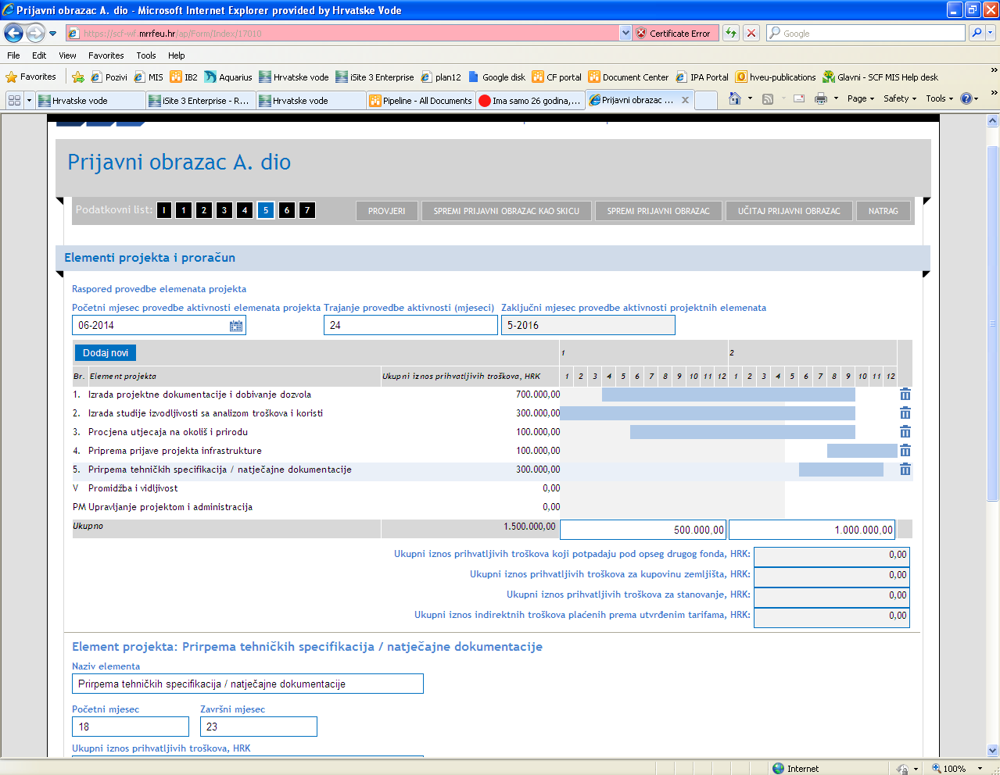 Prijavni obrazac A. dio - Microsoft Internet Explorer provided by Hrvatske Vode
https://scf-wf.mrrfeu.hr/ap/Form/Index/17010 Certificate Error Google
File Edit View Favorites Tools Help
Favorites Pozivi MIS IB2 Aquarius Hrvatske vode iSite 3 Enterprise plan12 Google disk CF portal Document Center IPA Portal hveu-publications Glavni - SCF MIS Help desk »
Hrvatske vode iSite 3 Enterprise - R... Hrvatske vode Pipeline - All Documents Ima samo 26 godina,... Prijavni obrazac ... x Page Safety Tools »
Prijavni obrazac A. dio
Podatkovni list: I 1 2 3 4 5 6 7 PROVJERI SPREMI PRIJAVNI OBRAZAC KAO SKICU SPREMI PRIJAVNI OBRAZAC UČITAJ PRIJAVNI OBRAZAC NATRAG
Elementi projekta i proračun
Raspored provedbe elemenata projekta
Početni mjesec provedbe aktivnosti elemenata projekta Trajanje provedbe aktivnosti (mjeseci) Zaključni mjesec provedbe aktivnosti projektnih elemenata
06-2014 24 5-2016
Dodaj novi 1 2
Br. Element projekta Ukupni iznos prihvatljivih troškova, HRK 1 2 3 4 5 6 7 8 9 10 11 12 1 2 3 4 5 6 7 8 9 10 11 12
1. Izrada projektne dokumentacije i dobivanje dozvola 700.000,00
2. Izrada studije izvodljivosti sa analizom troškova i koristi 300.000,00
3. Procjena utjecaja na okoliš i prirodu 100.000,00
4. Priprema prijave projekta infrastrukture 100.000,00
5. Prirpema tehničkih specifikacija / natječajne dokumentacije 300.000,00
V Promidžba i vidljivost 0,00
PM Upravljanje projektom i administracija 0,00
Ukupno 1.500.000,00 500.000,00 1.000.000,00
Ukupni iznos prihvatljivih troškova koji potpadaju pod opseg drugog fonda, HRK: 0,00
Ukupni iznos prihvatljivih troškova za kupovinu zemljišta, HRK: 0,00
Ukupni iznos prihvatljivih troškova za stanovanje, HRK: 0,00
Ukupni iznos indirektnih troškova plaćenih prema utvrđenim tarifama, HRK: 0,00
Element projekta: Prirpema tehničkih specifikacija / natječajne dokumentacije
Naziv elementa
Prirpema tehničkih specifikacija / natječajne dokumentacije
Početni mjesec Završni mjesec
18 23
Ukupni iznos prihvatljivih troškova, HRK
Internet 100%